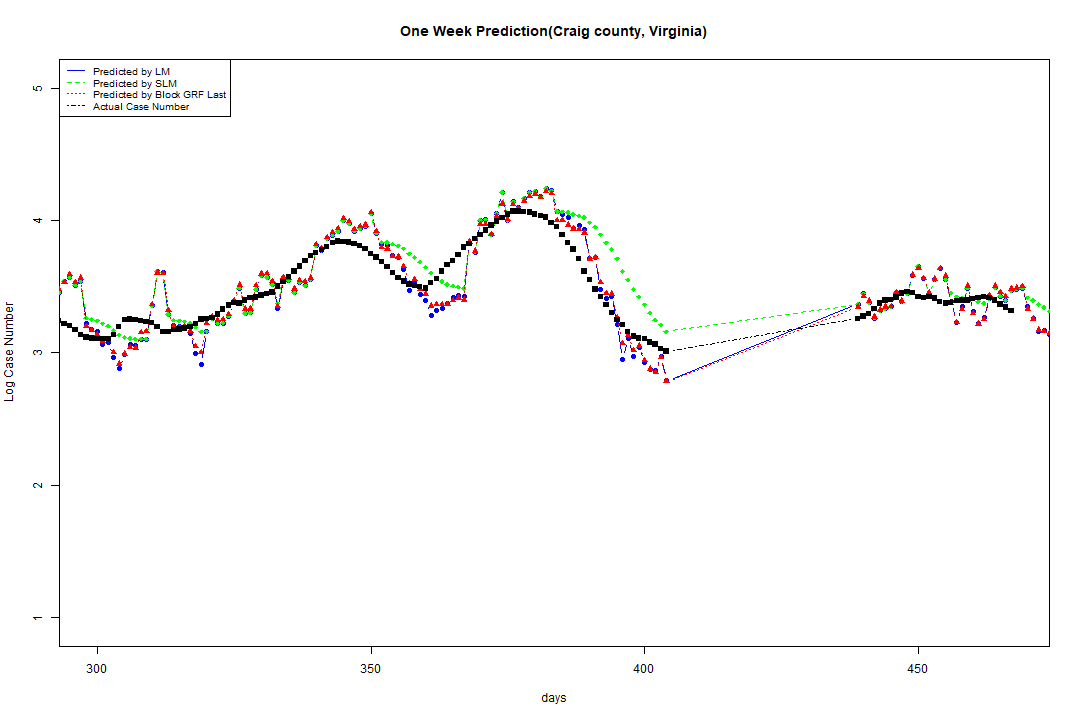 One Week Prediction(Craig county, Virginia)
Predicted by LM
Predicted by SLM
Predicted by Block GRF Last
Actual Case Number
5
4
3
2
1
Log Case Number
300
350
400
450
days